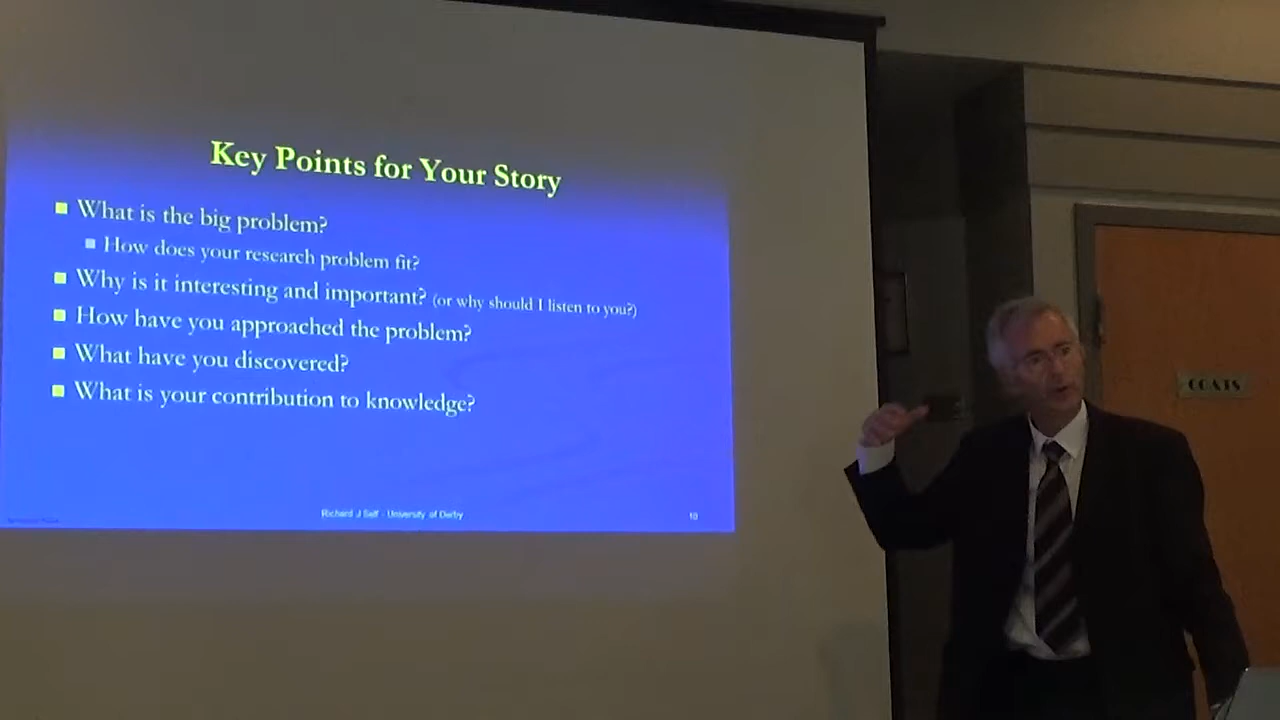 Key Points for Your Story
What is the big problem?
How does your research problem fit?
Why is it interesting and important? (or why should I listen to you?)
How have you approached the problem?
What have you discovered?
What is your contribution to knowledge?
Richard J Self - University of Derby
10
COATS